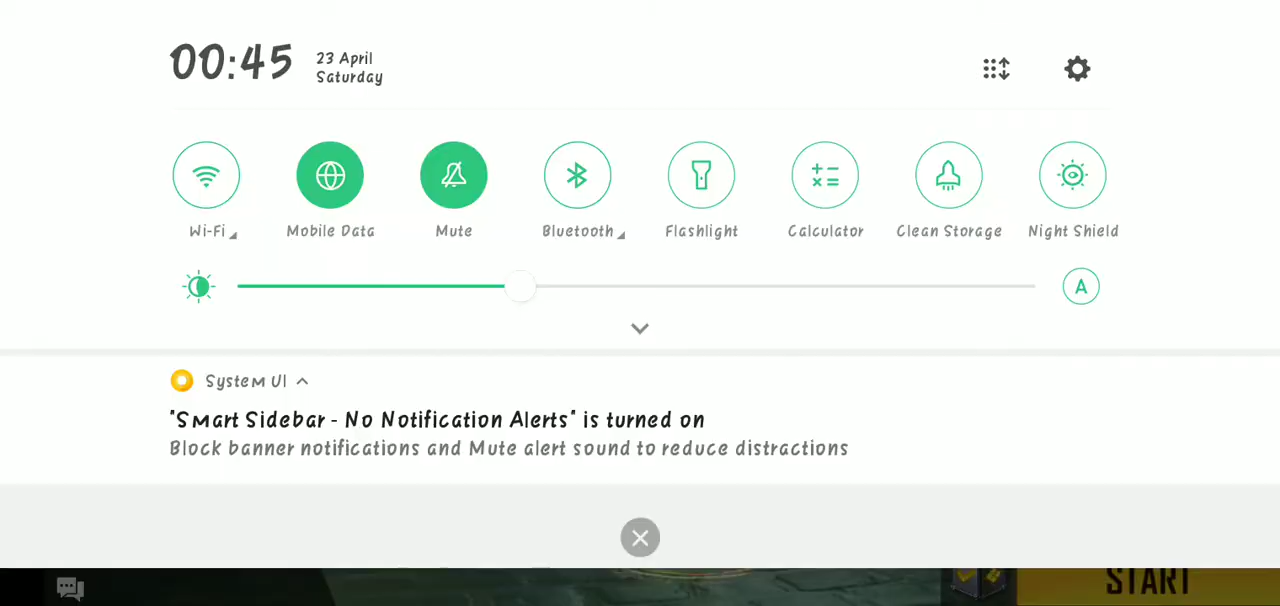 00:45
23 April
Saturday
Wi-Fi
Mobile Data
Mute
Bluetooth
Flashlight
Calculator
Clean Storage
Night Shield
A
System UI
"Smart Sidebar - No Notification Alerts" is turned on
Block banner notifications and Mute alert sound to reduce distractions
START